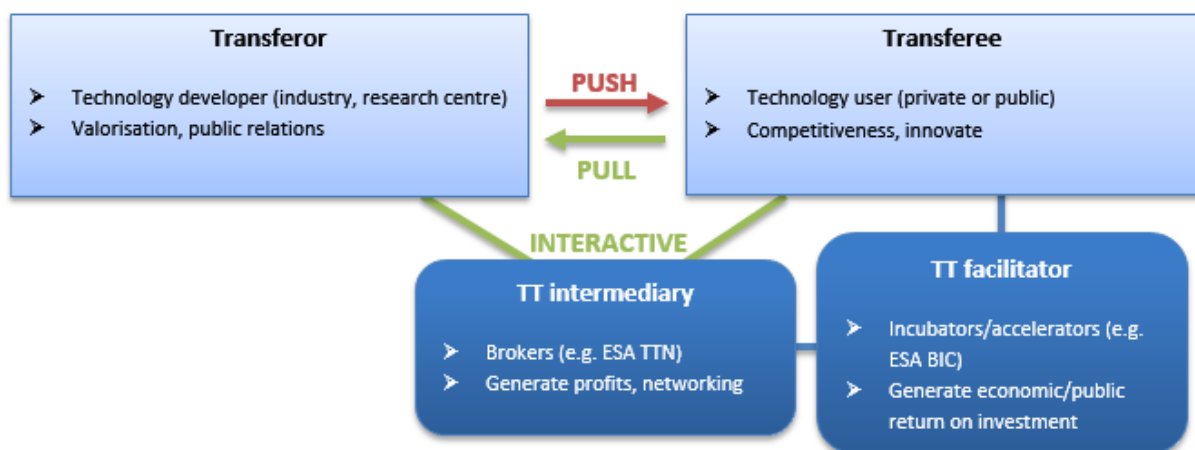 Transferor
➤ Technology developer (industry, research centre)
➤ Valorisation, public relations
PUSH
PULL
Transferee
➤ Technology user (private or public)
➤ Competitiveness, innovate
INTERACTIVE
TT intermediary
➤ Brokers (e.g. ESA TTN)
➤ Generate profits, networking
TT facilitator
➤ Incubators/accelerators (e.g.
ESA BIC)
➤ Generate economic/public
return on investment